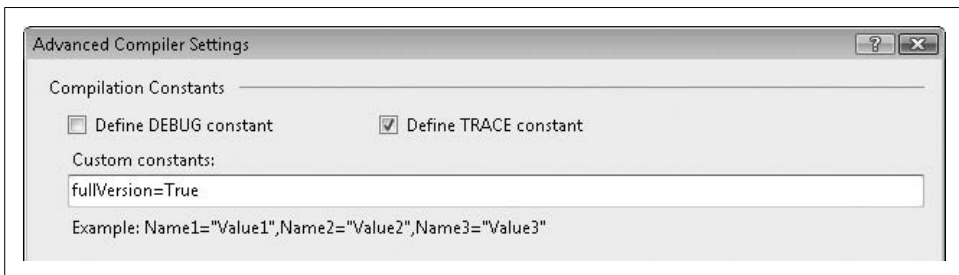 Advanced Compiler Settings
Compilation Constants
Define DEBUG constant
Define TRACE constant
Custom constants:
fullVersion=True
Example: Name1="Value1",Name2="Value2",Name3="Value3"